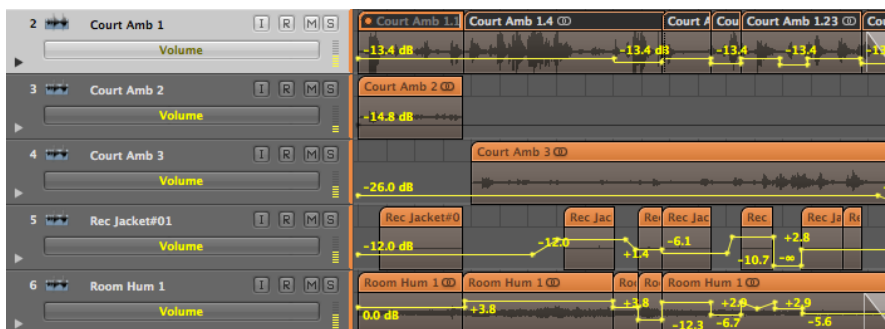 2 Court Amb 1 I R M S Court Amb 1.1 Court Amb 1.4 Court A Cou Court Amb 1.23 Co
Volume -13.4 dB -13.4 dB -13.4 -13.4 -13
3 Court Amb 2 I R M S Court Amb 2
Volume -14.8 dB
4 Court Amb 3 I R M S Court Amb 3
Volume -26.0 dB
5 Rec Jacket#01 I R M S Rec Jacket#0 Rec Jac Re Rec Jac Rec Rec Ja Re
Volume -12.0 dB -12.0 +1.4 -6.1 -10.7 -∞ +2.8
6 Room Hum 1 I R M S Room Hum 1 Room Hum 1 Ro Ro Room Hum 1
Volume 0.0 dB +3.8 +3.8 -12.3 -6.7 +2.9 +2.9 -5.6